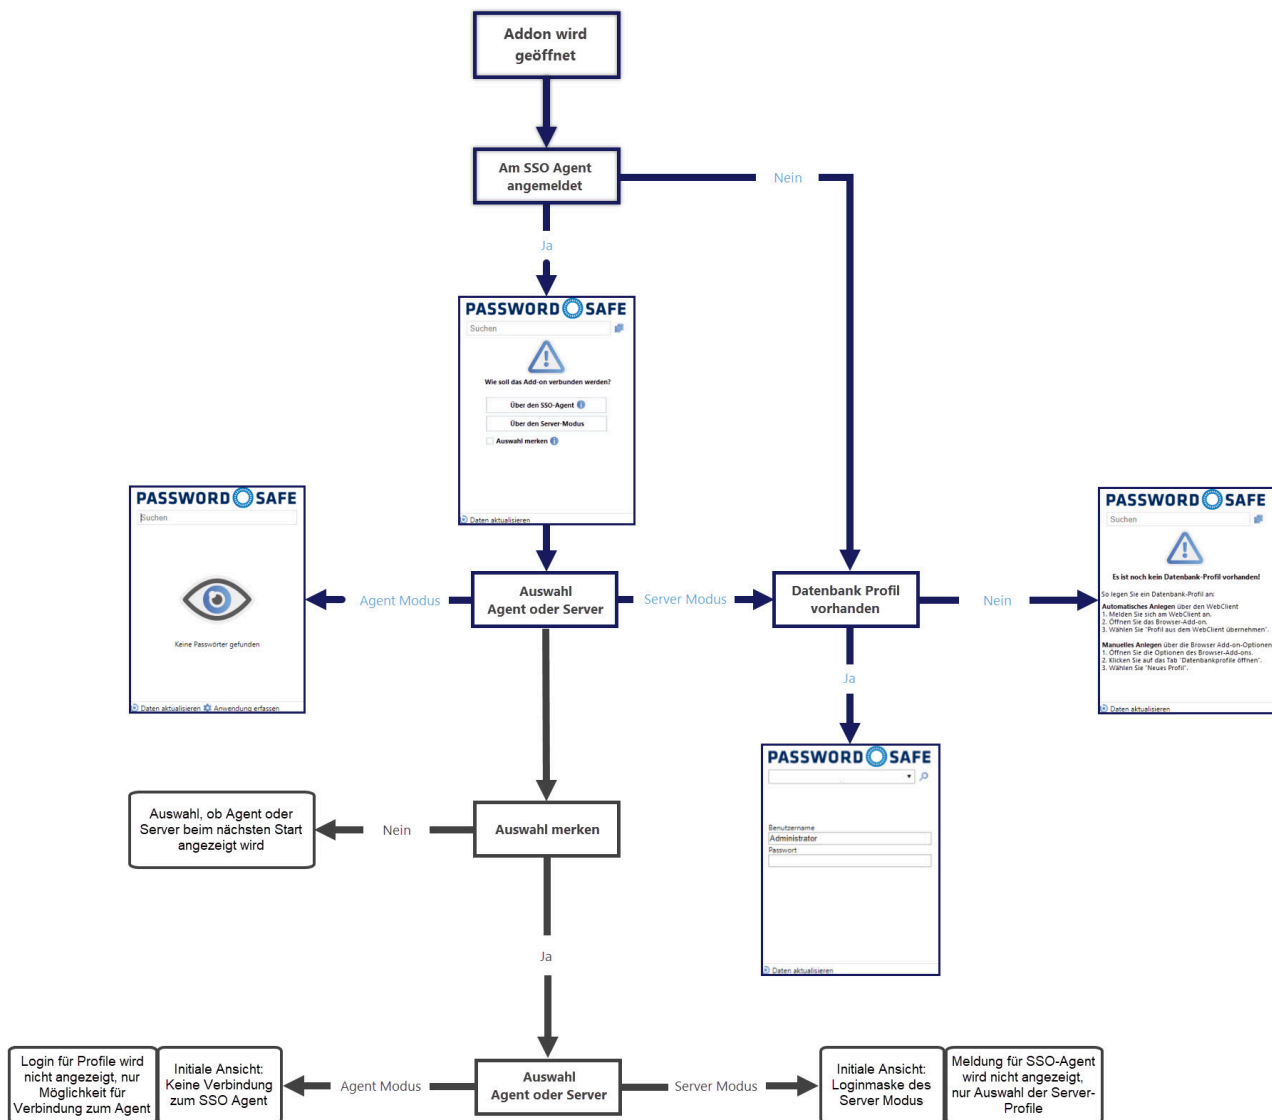 Addon wird
geöffnet
Am SSO Agent
angemeldet
Nein
Ja
PASSWORD SAFE
Suchen
Wie soll das Add-on verbunden werden?
Über den SSO-Agent
Über den Server-Modus
Auswahl merken
Daten aktualisieren
PASSWORD SAFE
Suchen
Keine Passwörter gefunden
Daten aktualisieren Anwendung erfassen
Agent Modus
Auswahl
Agent oder Server
Server Modus
Datenbank Profil
vorhanden
Nein
PASSWORD SAFE
Suchen
Es ist noch kein Datenbank-Profil vorhanden!
So legen Sie ein Datenbank-Profil an:
Automatisches Anlegen über den WebClient
1. Melden Sie sich am WebClient an.
2. Öffnen Sie das Browser-Add-on.
3. Wählen Sie "Profil aus dem WebClient übernehmen".
Manuelles Anlegen über die Browser Add-on-Optionen
1. Öffnen Sie die Optionen des Browser-Add-ons.
2. Klicken Sie auf das Tab "Datenbankprofile öffnen".
3. Wählen Sie "Neues Profil".
Daten aktualisieren
Ja
PASSWORD SAFE
Benutzername
Administrator
Passwort
Daten aktualisieren
Auswahl, ob Agent oder
Server beim nächsten Start
angezeigt wird
Nein
Auswahl merken
Ja
Login für Profile wird
nicht angezeigt, nur
Möglichkeit für
Verbindung zum Agent
Initiale Ansicht:
Keine Verbindung
zum SSO Agent
Agent Modus
Auswahl
Agent oder Server
Server Modus
Initiale Ansicht:
Loginmaske des
Server Modus
Meldung für SSO-Agent
wird nicht angezeigt,
nur Auswahl der Server-
Profile